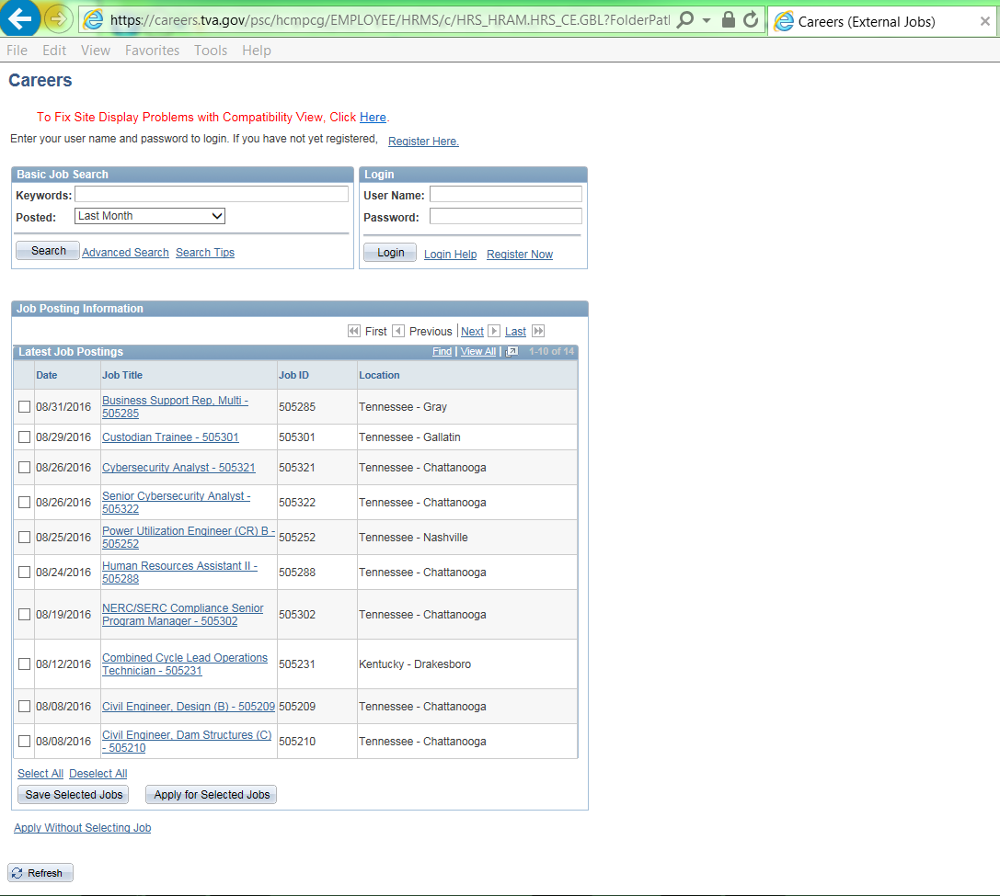 https://careers.tva.gov/psc/hcmpcg/EMPLOYEE/HRMS/c/HRS_HRAM.HRS_CE.GBL?FolderPatl
Careers (External Jobs)
File Edit View Favorites Tools Help
Careers
To Fix Site Display Problems with Compatibility View, Click Here.
Enter your user name and password to login. If you have not yet registered, Register Here.
Basic Job Search
Keywords:
Posted: Last Month
Search Advanced Search Search Tips
Login
User Name:
Password:
Login Login Help Register Now
Job Posting Information
First Previous | Next Last
Latest Job Postings Find | View All | 1-10 of 14
Date Job Title Job ID Location
08/31/2016 Business Support Rep, Multi - 505285 Tennessee - Gray
505285
08/29/2016 Custodian Trainee - 505301 505301 Tennessee - Gallatin
08/26/2016 Cybersecurity Analyst - 505321 505321 Tennessee - Chattanooga
08/26/2016 Senior Cybersecurity Analyst - 505322 Tennessee - Chattanooga
505322
08/25/2016 Power Utilization Engineer (CR) B - 505252 Tennessee - Nashville
505252
08/24/2016 Human Resources Assistant II - 505288 Tennessee - Chattanooga
505288
08/19/2016 NERC/SERC Compliance Senior 505302 Tennessee - Chattanooga
Program Manager - 505302
08/12/2016 Combined Cycle Lead Operations 505231 Kentucky - Drakesboro
Technician - 505231
08/08/2016 Civil Engineer, Design (B) - 505209 505209 Tennessee - Chattanooga
08/08/2016 Civil Engineer, Dam Structures (C) 505210 Tennessee - Chattanooga
- 505210
Select All Deselect All
Save Selected Jobs Apply for Selected Jobs
Apply Without Selecting Job
Refresh